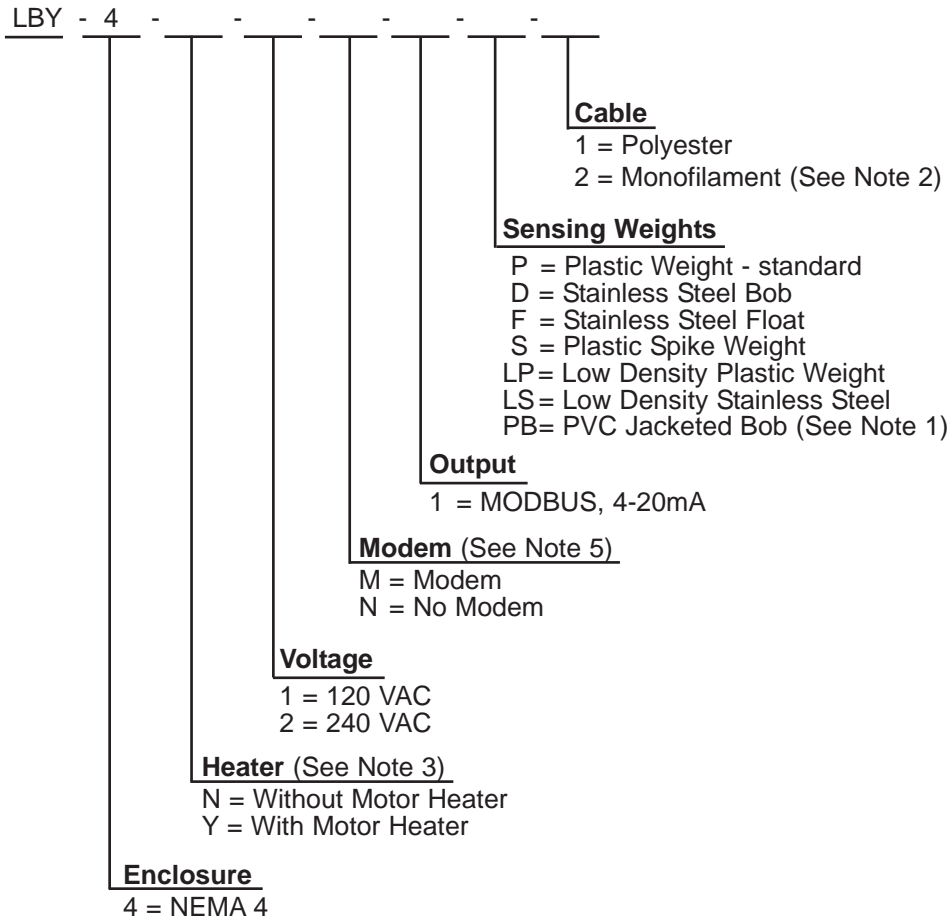 LBY - 4 - - - - - -
Cable
1 = Polyester
2 = Monofilament (See Note 2)
Sensing Weights
P = Plastic Weight - standard
D = Stainless Steel Bob
F = Stainless Steel Float
S = Plastic Spike Weight
LP= Low Density Plastic Weight
LS= Low Density Stainless Steel
PB= PVC Jacketed Bob (See Note 1)
Output
1 = MODBUS, 4-20mA
Modem (See Note 5)
M = Modem
N = No Modem
Voltage
1 = 120 VAC
2 = 240 VAC
Heater (See Note 3)
N = Without Motor Heater
Y = With Motor Heater
Enclosure
4 = NEMA 4